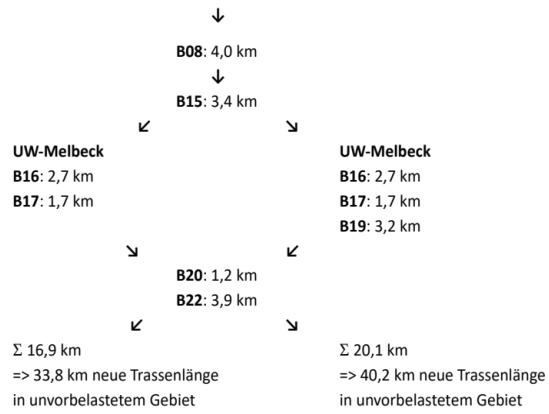 ↓
B08: 4,0 km
↓
B15: 3,4 km
↙ ↘
UW-Melbeck
B16: 2,7 km
B17: 1,7 km
UW-Melbeck
B16: 2,7 km
B17: 1,7 km
B19: 3,2 km
↘ ↙
B20: 1,2 km
B22: 3,9 km
↙ ↘
Σ 16,9 km
=> 33,8 km neue Trassenlänge
in unvorbelastetem Gebiet
Σ 20,1 km
=> 40,2 km neue Trassenlänge
in unvorbelastetem Gebiet